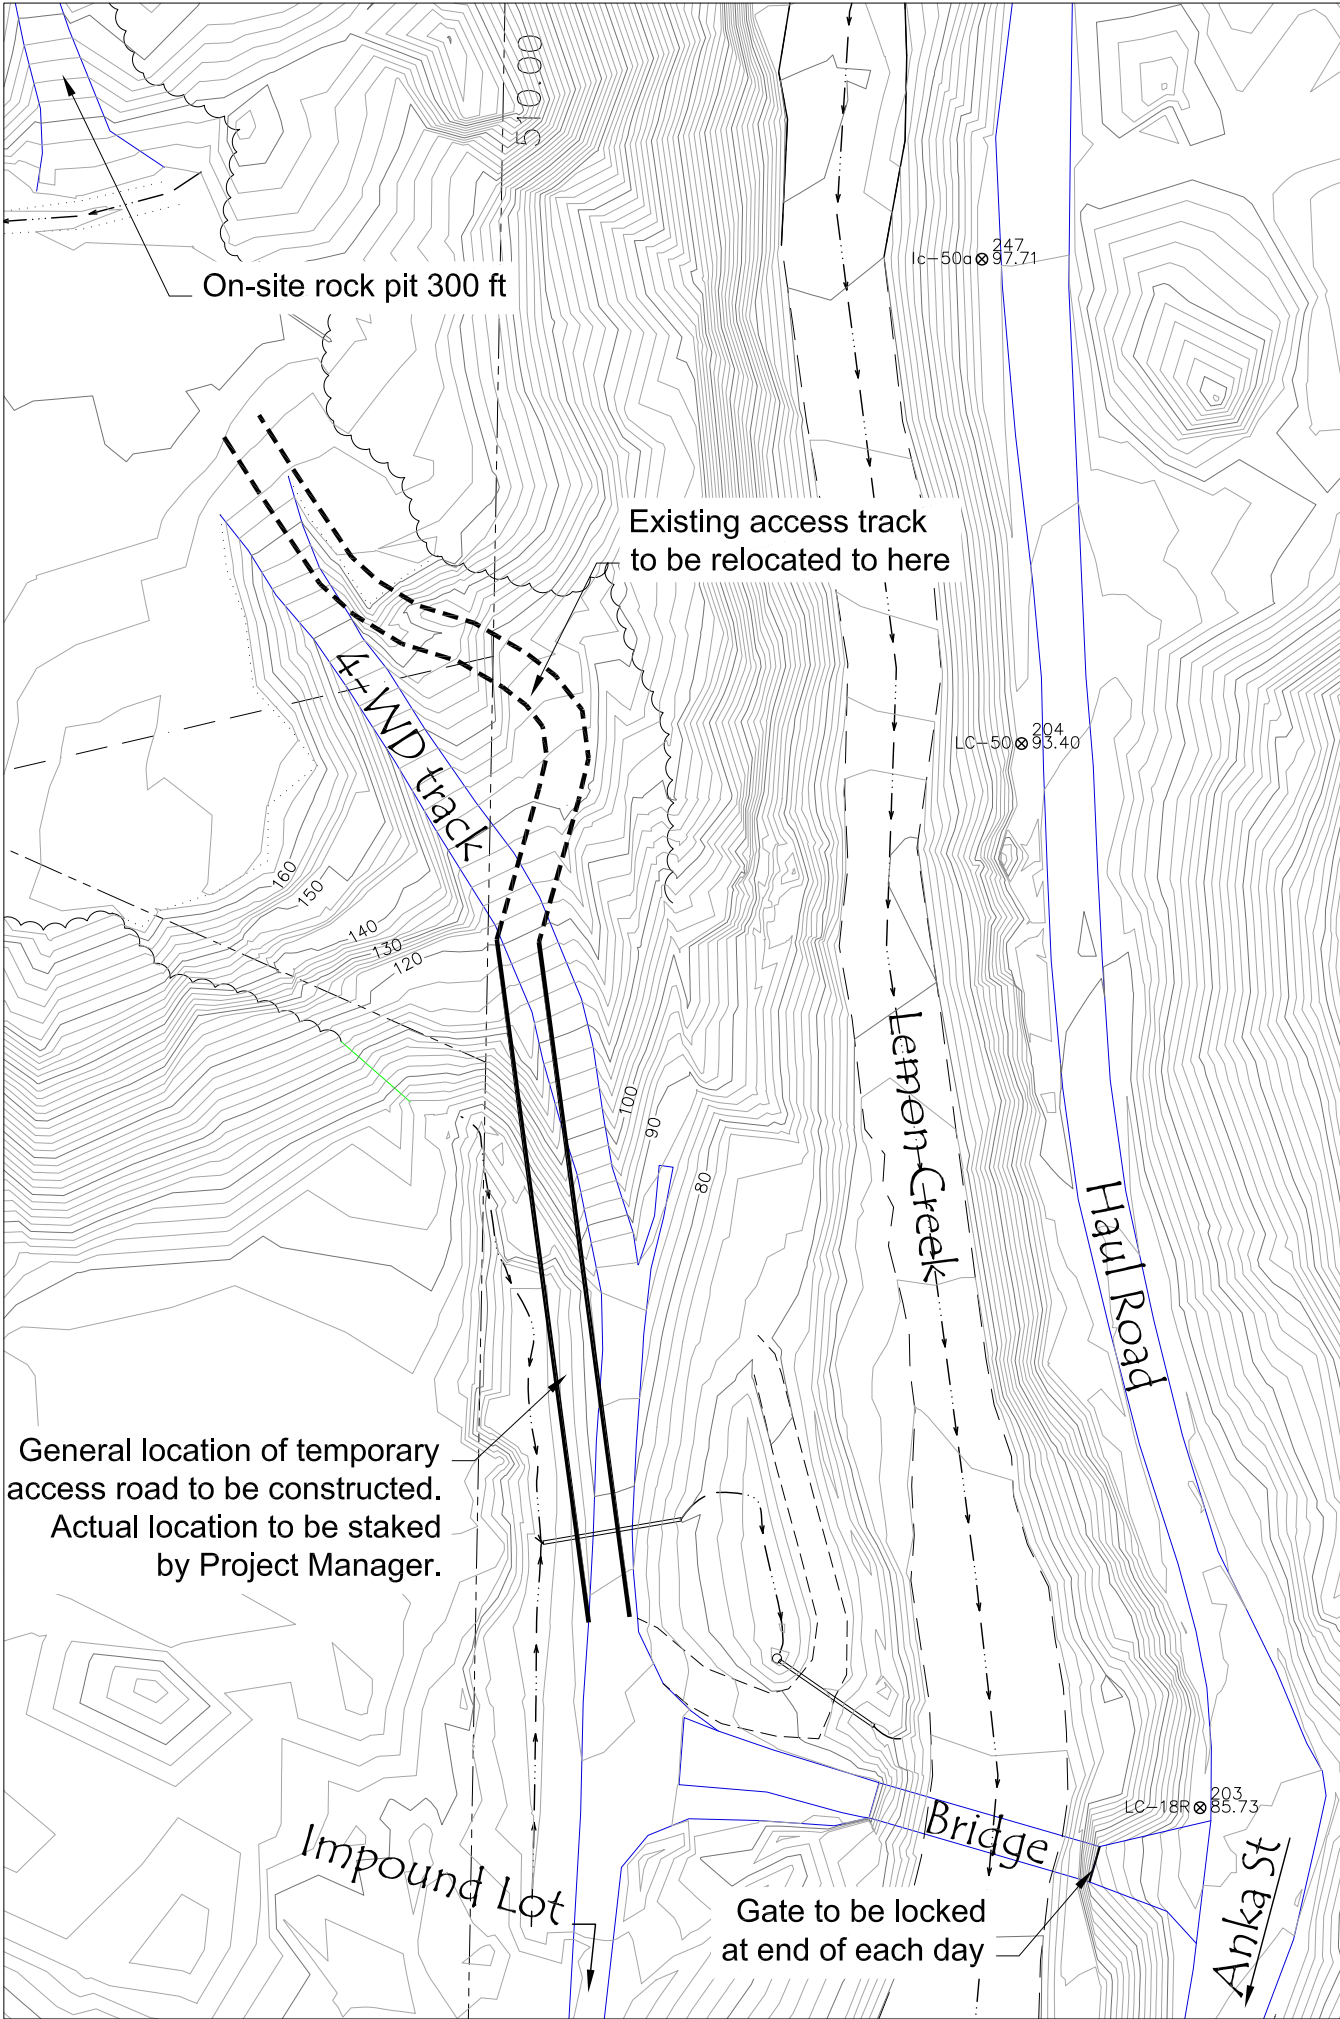 510.00
247
lc-50a 97.71
On-site rock pit 300 ft
Existing access track
to be relocated to here
4-WD track
204
LC-50 93.40
160
150
140
130
120
100
90
80
Lemon Creek
Haul Road
General location of temporary
access road to be constructed.
Actual location to be staked
by Project Manager.
203
LC-18R 85.73
Bridge
Impound Lot
Gate to be locked
at end of each day
Anka St